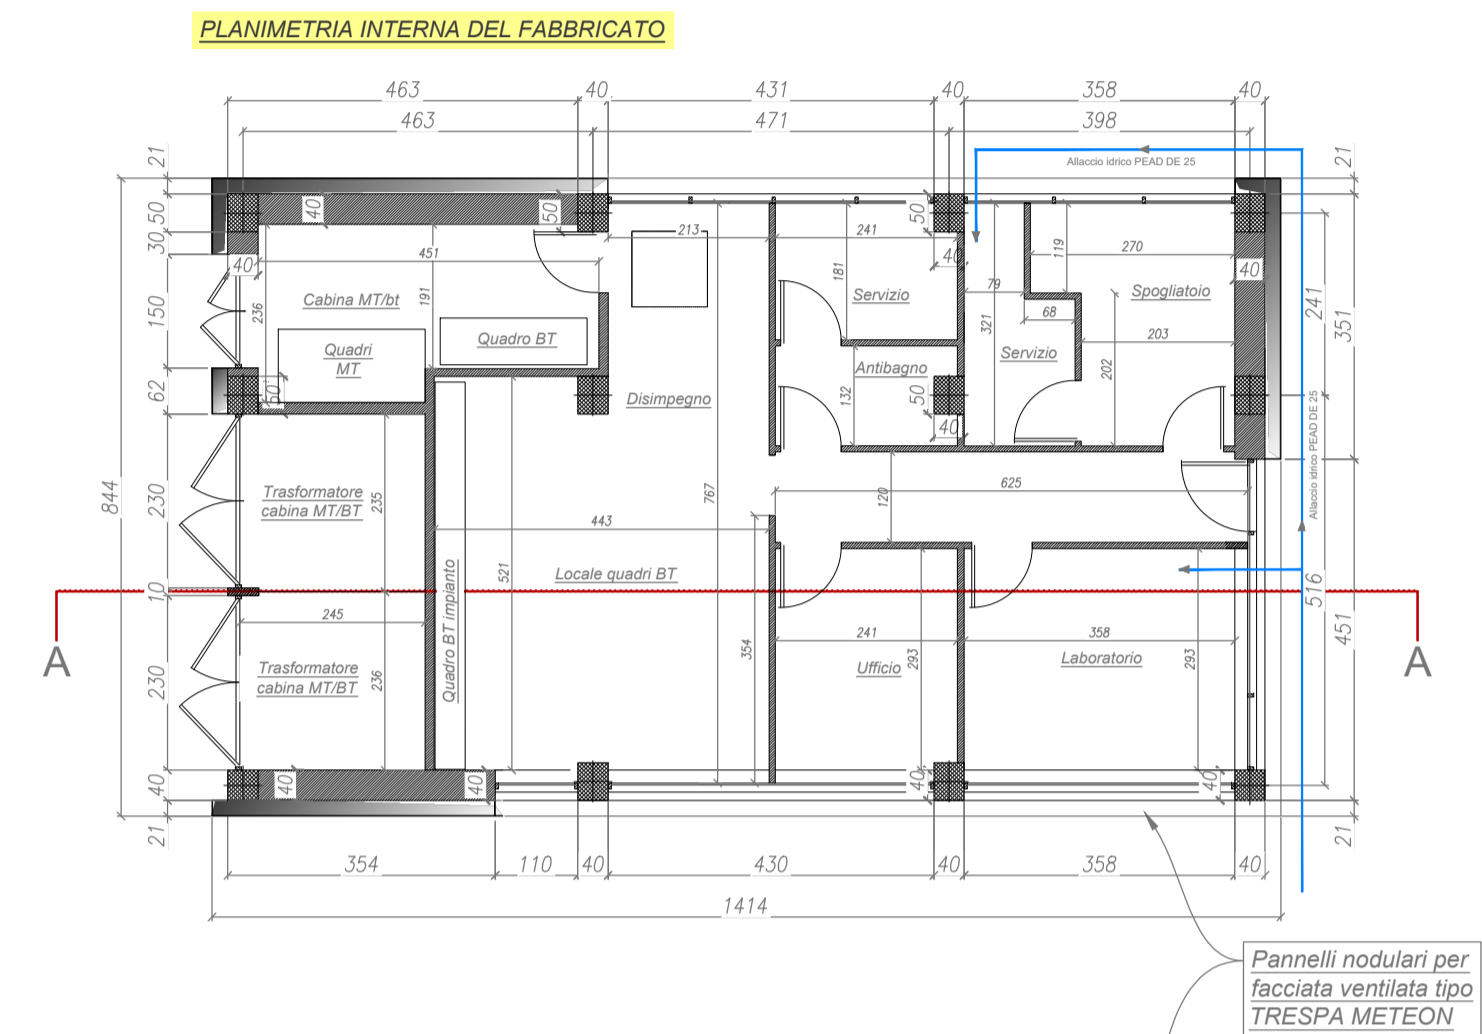 PLANIMETRIA INTERNA DEL FABBRICATO
463 40 431 40 358 40
463 471 398
Allaccio idrico PEAD DE 25
21 21
50 40 50 50
30
213 241
119
270
40 451 40 40
181
79
241
150 236 Cabina MT/bt 191 Servizio Spogliatoio
321 68
351
Quadri
MT
Quadro BT
203
Servizio
62 50 Antibagno 202
Disimpegno
132 50
40
Allaccio idrico PEAD DE 25
844
230 Trasformatore
cabina MT/BT
235 767 120 625
443
521
Locale quadri BT
10
516
245
354
241 358
451
A A
Quadro BT impianto
230 Trasformatore
cabina MT/BT
236
Ufficio
293
Laboratorio
293
40 40 40 40 40
21 21
354 110 40 430 40 358 40
1414
Pannelli nodulari per
facciata ventilata tipo
TRESPA METEON